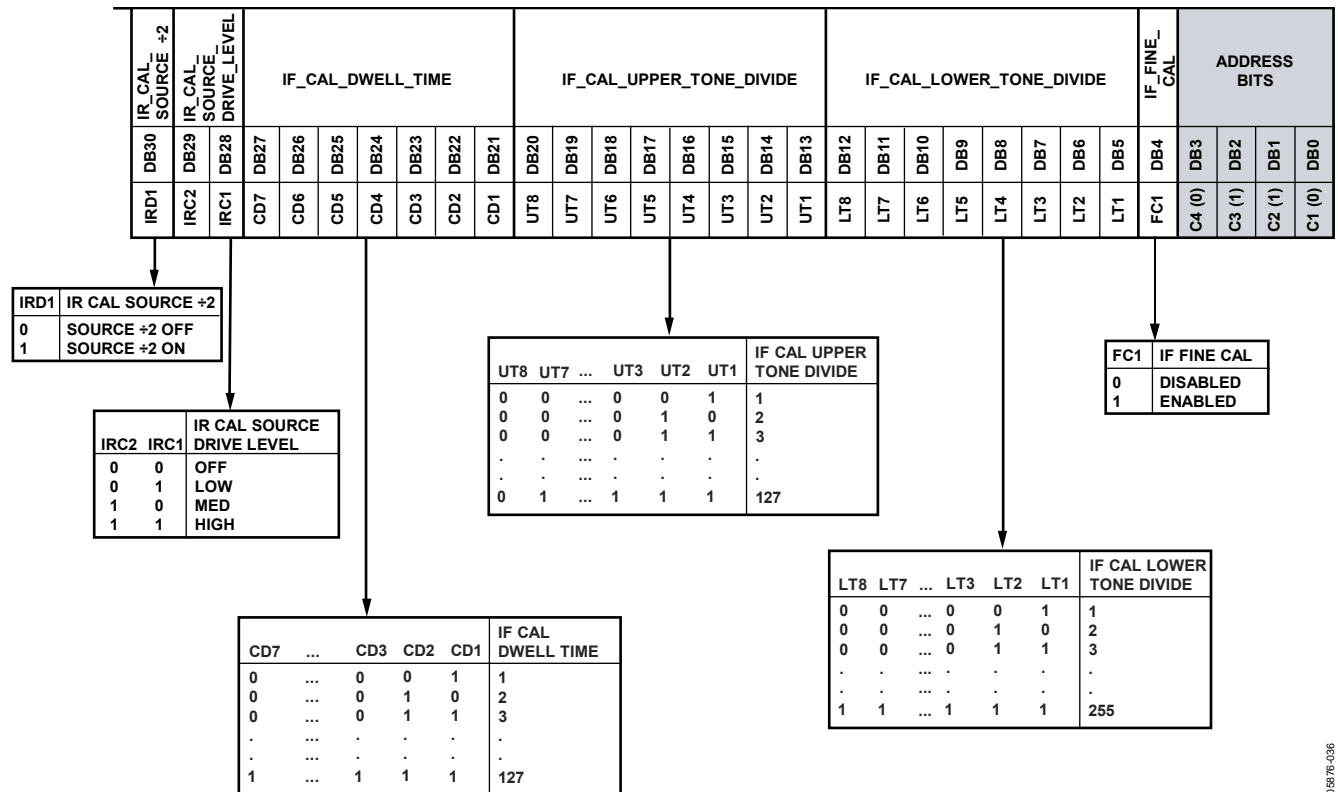 IR_CAL_
SOURCE ÷2
IR_CAL_
SOURCE_
DRIVE_LEVEL
IF_CAL_DWELL_TIME
IF_CAL_UPPER_TONE_DIVIDE
IF_CAL_LOWER_TONE_DIVIDE
IF_FINE_
CAL
ADDRESS
BITS
DB30 DB29 DB28 DB27 DB26 DB25 DB24 DB23 DB22 DB21 DB20 DB19 DB18 DB17 DB16 DB15 DB14 DB13 DB12 DB11 DB10 DB9 DB8 DB7 DB6 DB5 DB4 DB3 DB2 DB1 DB0
IRD1 IRC2 IRC1 CD7 CD6 CD5 CD4 CD3 CD2 CD1 UT8 UT7 UT6 UT5 UT4 UT3 UT2 UT1 LT8 LT7 LT6 LT5 LT4 LT3 LT2 LT1 FC1 C4 (0) C3 (1) C2 (1) C1 (0)
IRD1 IR CAL SOURCE ÷2
0 SOURCE ÷2 OFF
1 SOURCE ÷2 ON
IRC2 IRC1 IR CAL SOURCE
DRIVE LEVEL
0 0 OFF
0 1 LOW
1 0 MED
1 1 HIGH
UT8 UT7 ... UT3 UT2 UT1 IF CAL UPPER
TONE DIVIDE
0 0 ... 0 0 1 1
0 0 ... 0 1 0 2
0 0 ... 0 1 1 3
. . ... . . . .
. . ... . . . .
0 1 ... 1 1 1 127
FC1 IF FINE CAL
0 DISABLED
1 ENABLED
LT8 LT7 ... LT3 LT2 LT1 IF CAL LOWER
TONE DIVIDE
0 0 ... 0 0 1 1
0 0 ... 0 1 0 2
0 0 ... 0 1 1 3
. . ... . . . .
. . ... . . . .
1 1 ... 1 1 1 255
CD7 ... CD3 CD2 CD1 IF CAL
DWELL TIME
0 ... 0 0 1 1
0 ... 0 1 0 2
0 ... 0 1 1 3
. ... . . . .
. ... . . . .
1 ... 1 1 1 127
05876-036